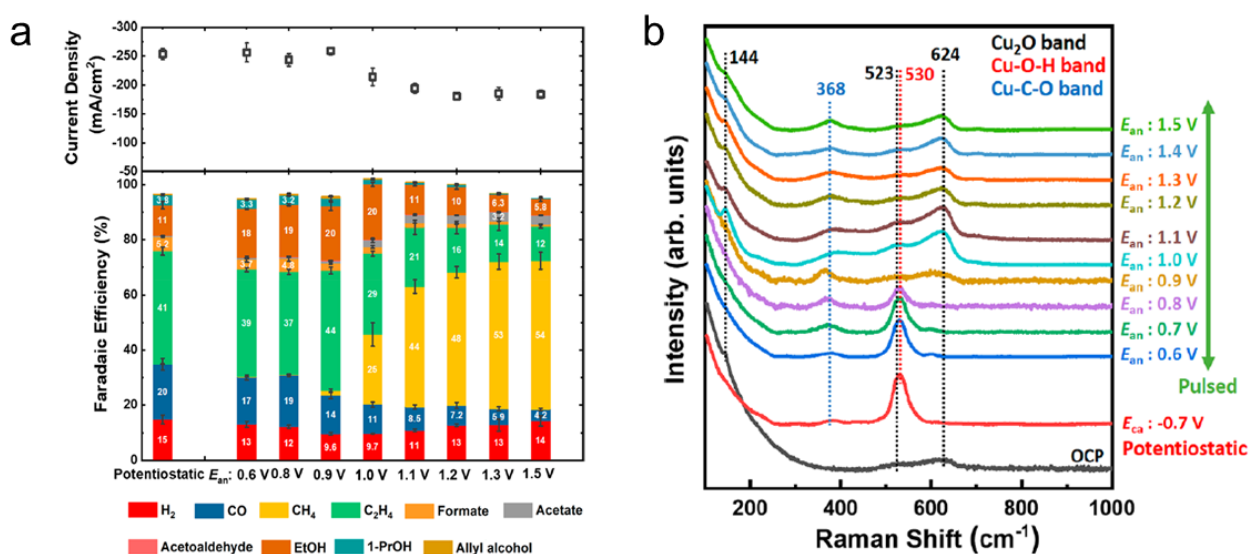 a
Current Density
(mA/cm²)
-300
-250
-200
-150
-100
-50
Faradaic Efficiency (%)
100
80
60
40
20
0
3.8
11
5.2
41
20
15
3.3
18
39
17
13
3.2
19
37
19
12
20
44
14
9.6
20
29
25
11
9.7
11
21
44
8.5
11
10
16
48
7.2
13
6.3
14
53
5.9
13
5.8
12
54
4.2
14
Potentiostatic Ean: 0.6 V 0.8 V 0.9 V 1.0 V 1.1 V 1.2 V 1.3 V 1.5 V
H₂ CO CH₄ C₂H₄ Formate Acetate
Acetoaldehyde EtOH 1-PrOH Allyl alcohol
b
Intensity (arb. units)
144
368
523
530
624
Cu₂O band
Cu-O-H band
Cu-C-O band
Ean : 1.5 V
Ean : 1.4 V
Ean : 1.3 V
Ean : 1.2 V
Ean : 1.1 V
Ean : 1.0 V
Ean : 0.9 V
Ean : 0.8 V
Ean : 0.7 V
Ean : 0.6 V
Pulsed
Eca : -0.7 V
Potentiostatic
OCP
200 400 600 800 1000
Raman Shift (cm⁻¹)